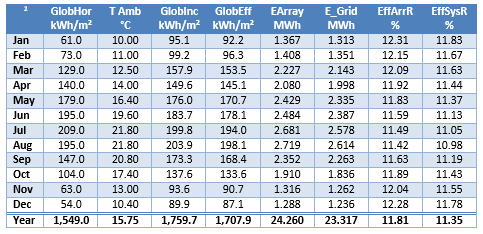 1 GlobHor T Amb GlobInc GlobEff EArray E_Grid EffArrR EffSysR
kWh/m² °C kWh/m² kWh/m² MWh MWh % %
Jan 61.0 10.00 95.1 92.2 1.367 1.313 12.31 11.83
Feb 73.0 11.00 99.2 96.3 1.408 1.351 12.15 11.67
Mar 129.0 12.50 157.9 153.5 2.227 2.143 12.09 11.63
Apr 140.0 14.00 149.6 145.1 2.080 1.998 11.92 11.44
May 179.0 16.40 176.0 170.7 2.429 2.335 11.83 11.37
Jun 195.0 19.60 183.7 178.1 2.484 2.387 11.59 11.13
Jul 209.0 21.80 199.8 194.0 2.681 2.578 11.49 11.05
Aug 195.0 21.80 203.9 198.1 2.719 2.614 11.42 10.98
Sep 147.0 20.80 173.3 168.4 2.352 2.263 11.63 11.19
Oct 104.0 17.40 137.6 133.6 1.910 1.836 11.89 11.43
Nov 63.0 13.00 93.6 90.7 1.316 1.262 12.04 11.55
Dec 54.0 10.40 89.9 87.1 1.288 1.236 12.28 11.78
Year 1,549.0 15.75 1,759.7 1,707.9 24.260 23.317 11.81 11.35